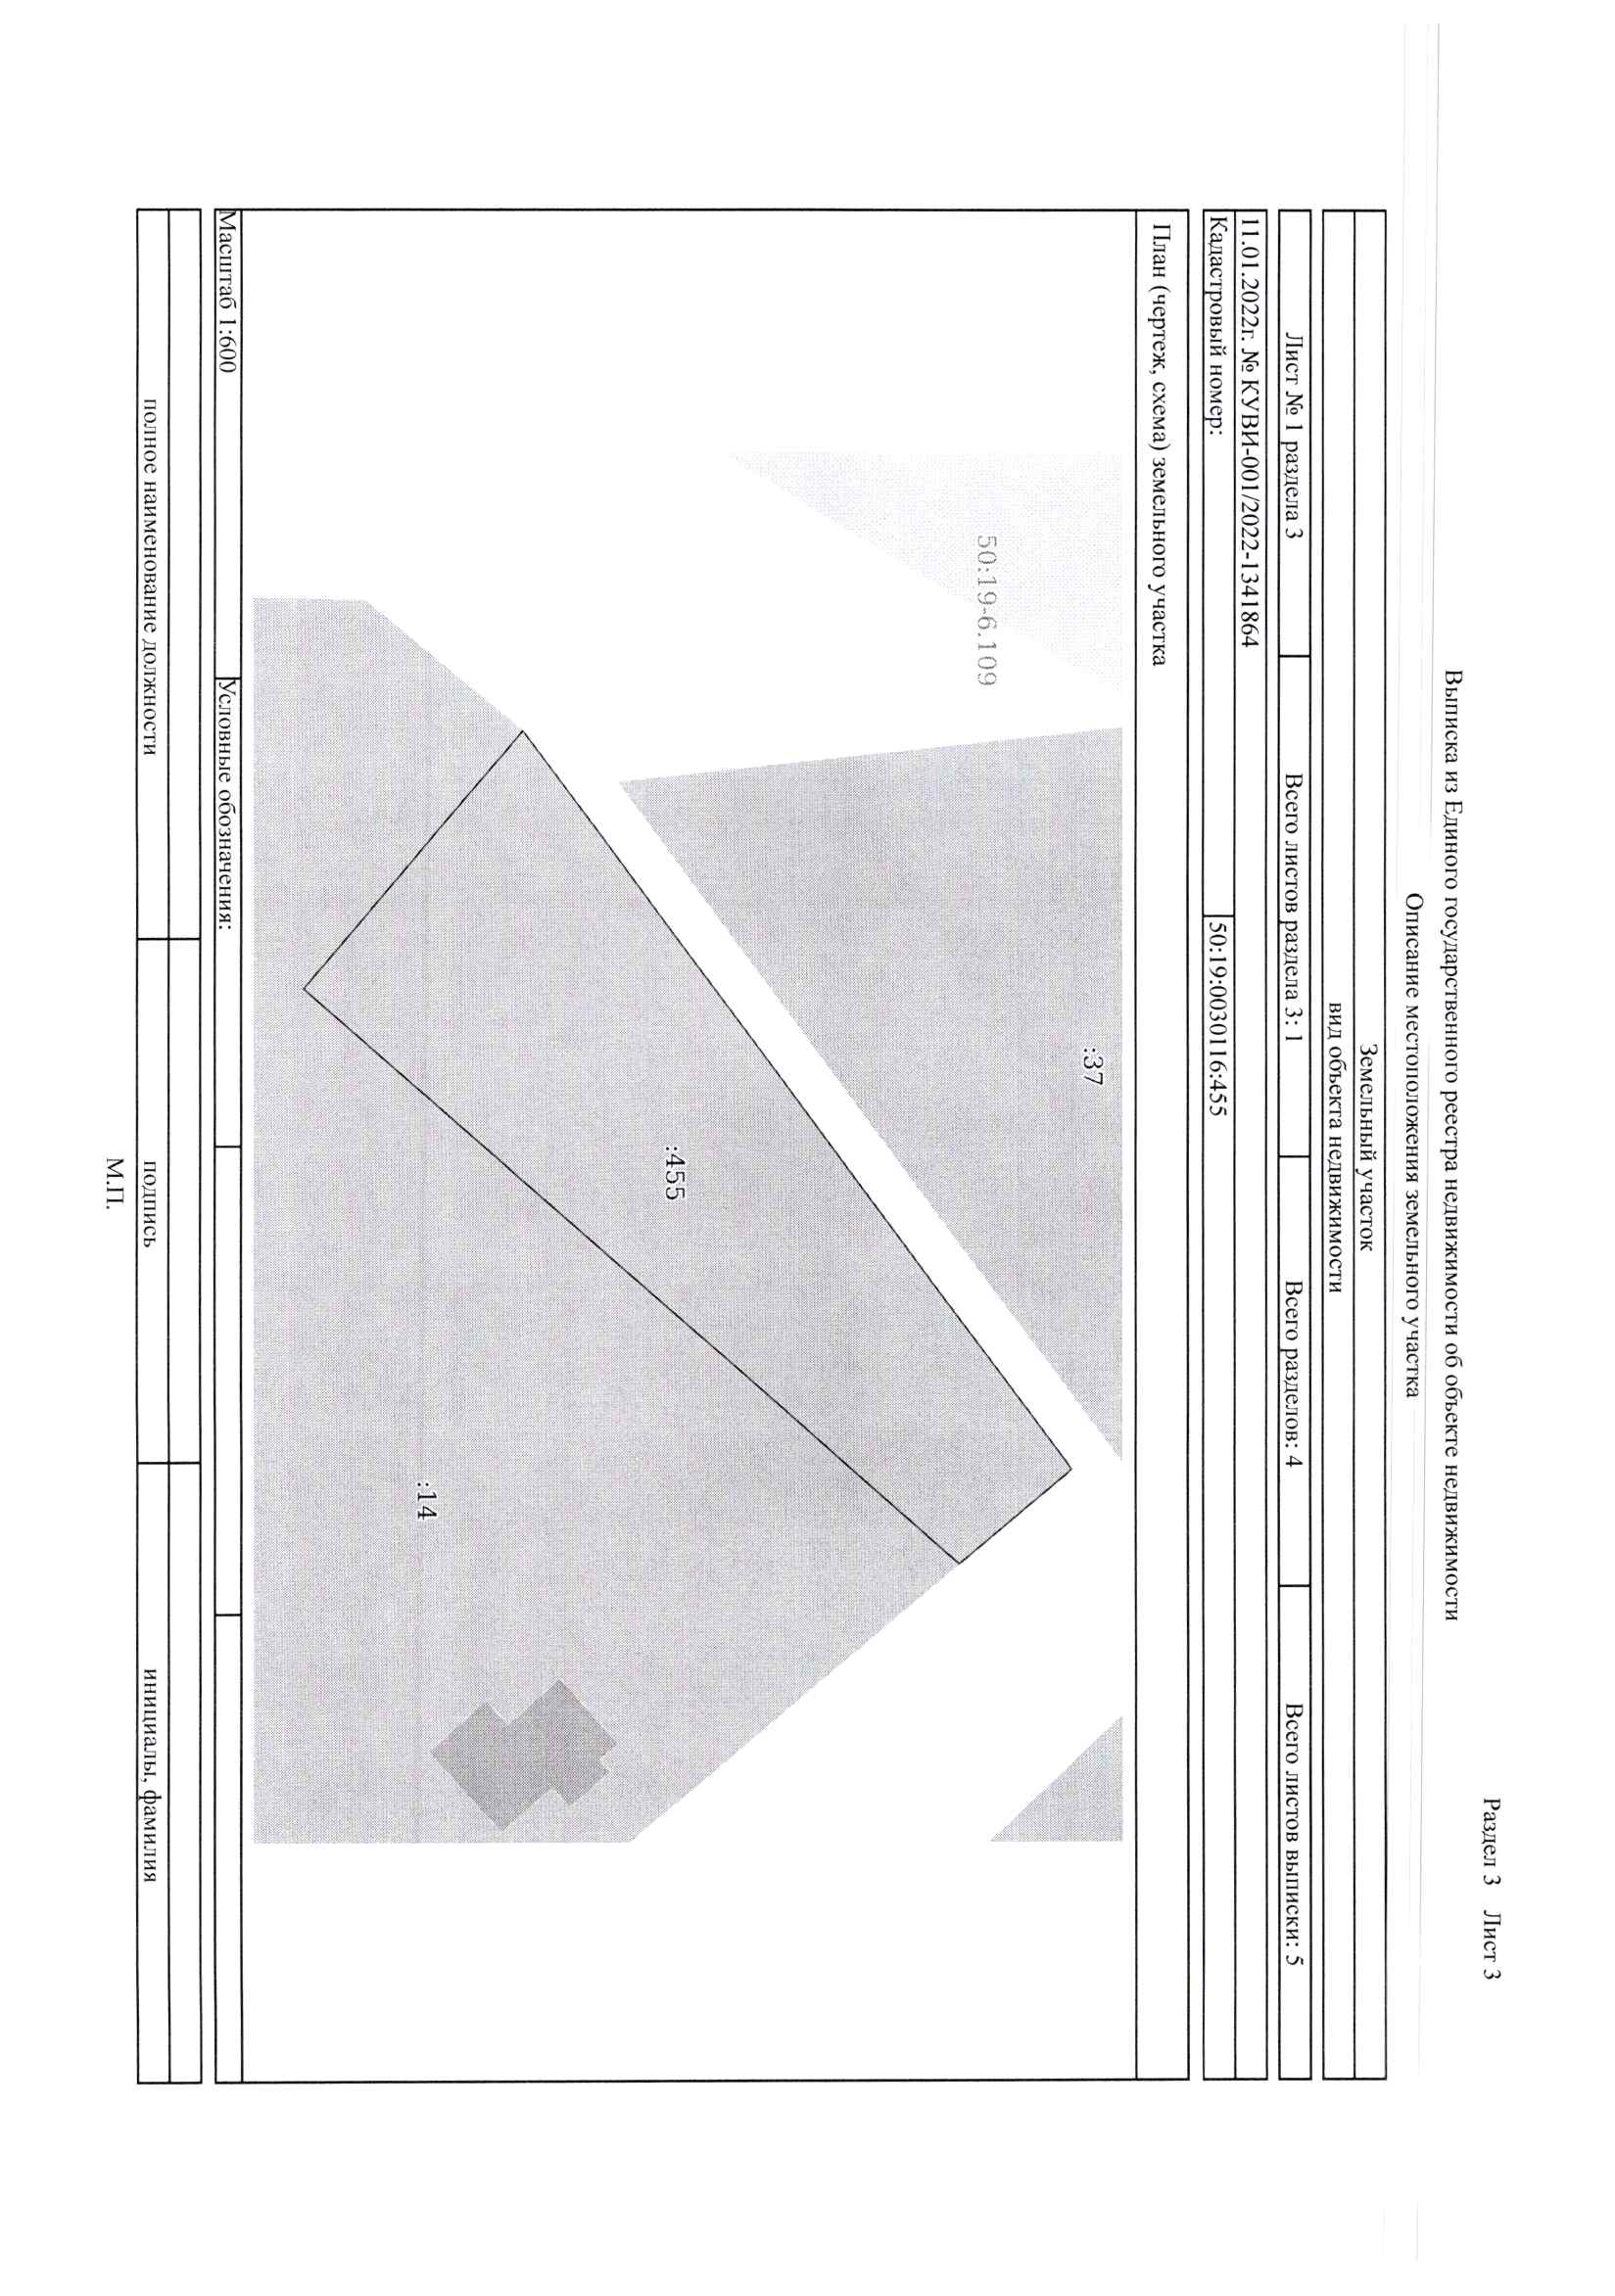 Раздел 3 Лист 3
Выписка из Единого государственного реестра недвижимости об объекте недвижимости
Описание местоположения земельного участка
Земельный участок
вид объекта недвижимости
Лист № 1 раздела 3 Всего листов раздела 3: 1 Всего разделов: 4 Всего листов выписки: 5
11.01.2022г. № КУВИ-001/2022-1341864
Кадастровый номер: 50:19:0030116:455
План (чертеж, схема) земельного участка
:37
50:19-6.109
:455
:14
Масштаб 1:600 Условные обозначения:
полное наименование должности подпись инициалы, фамилия
М.П.